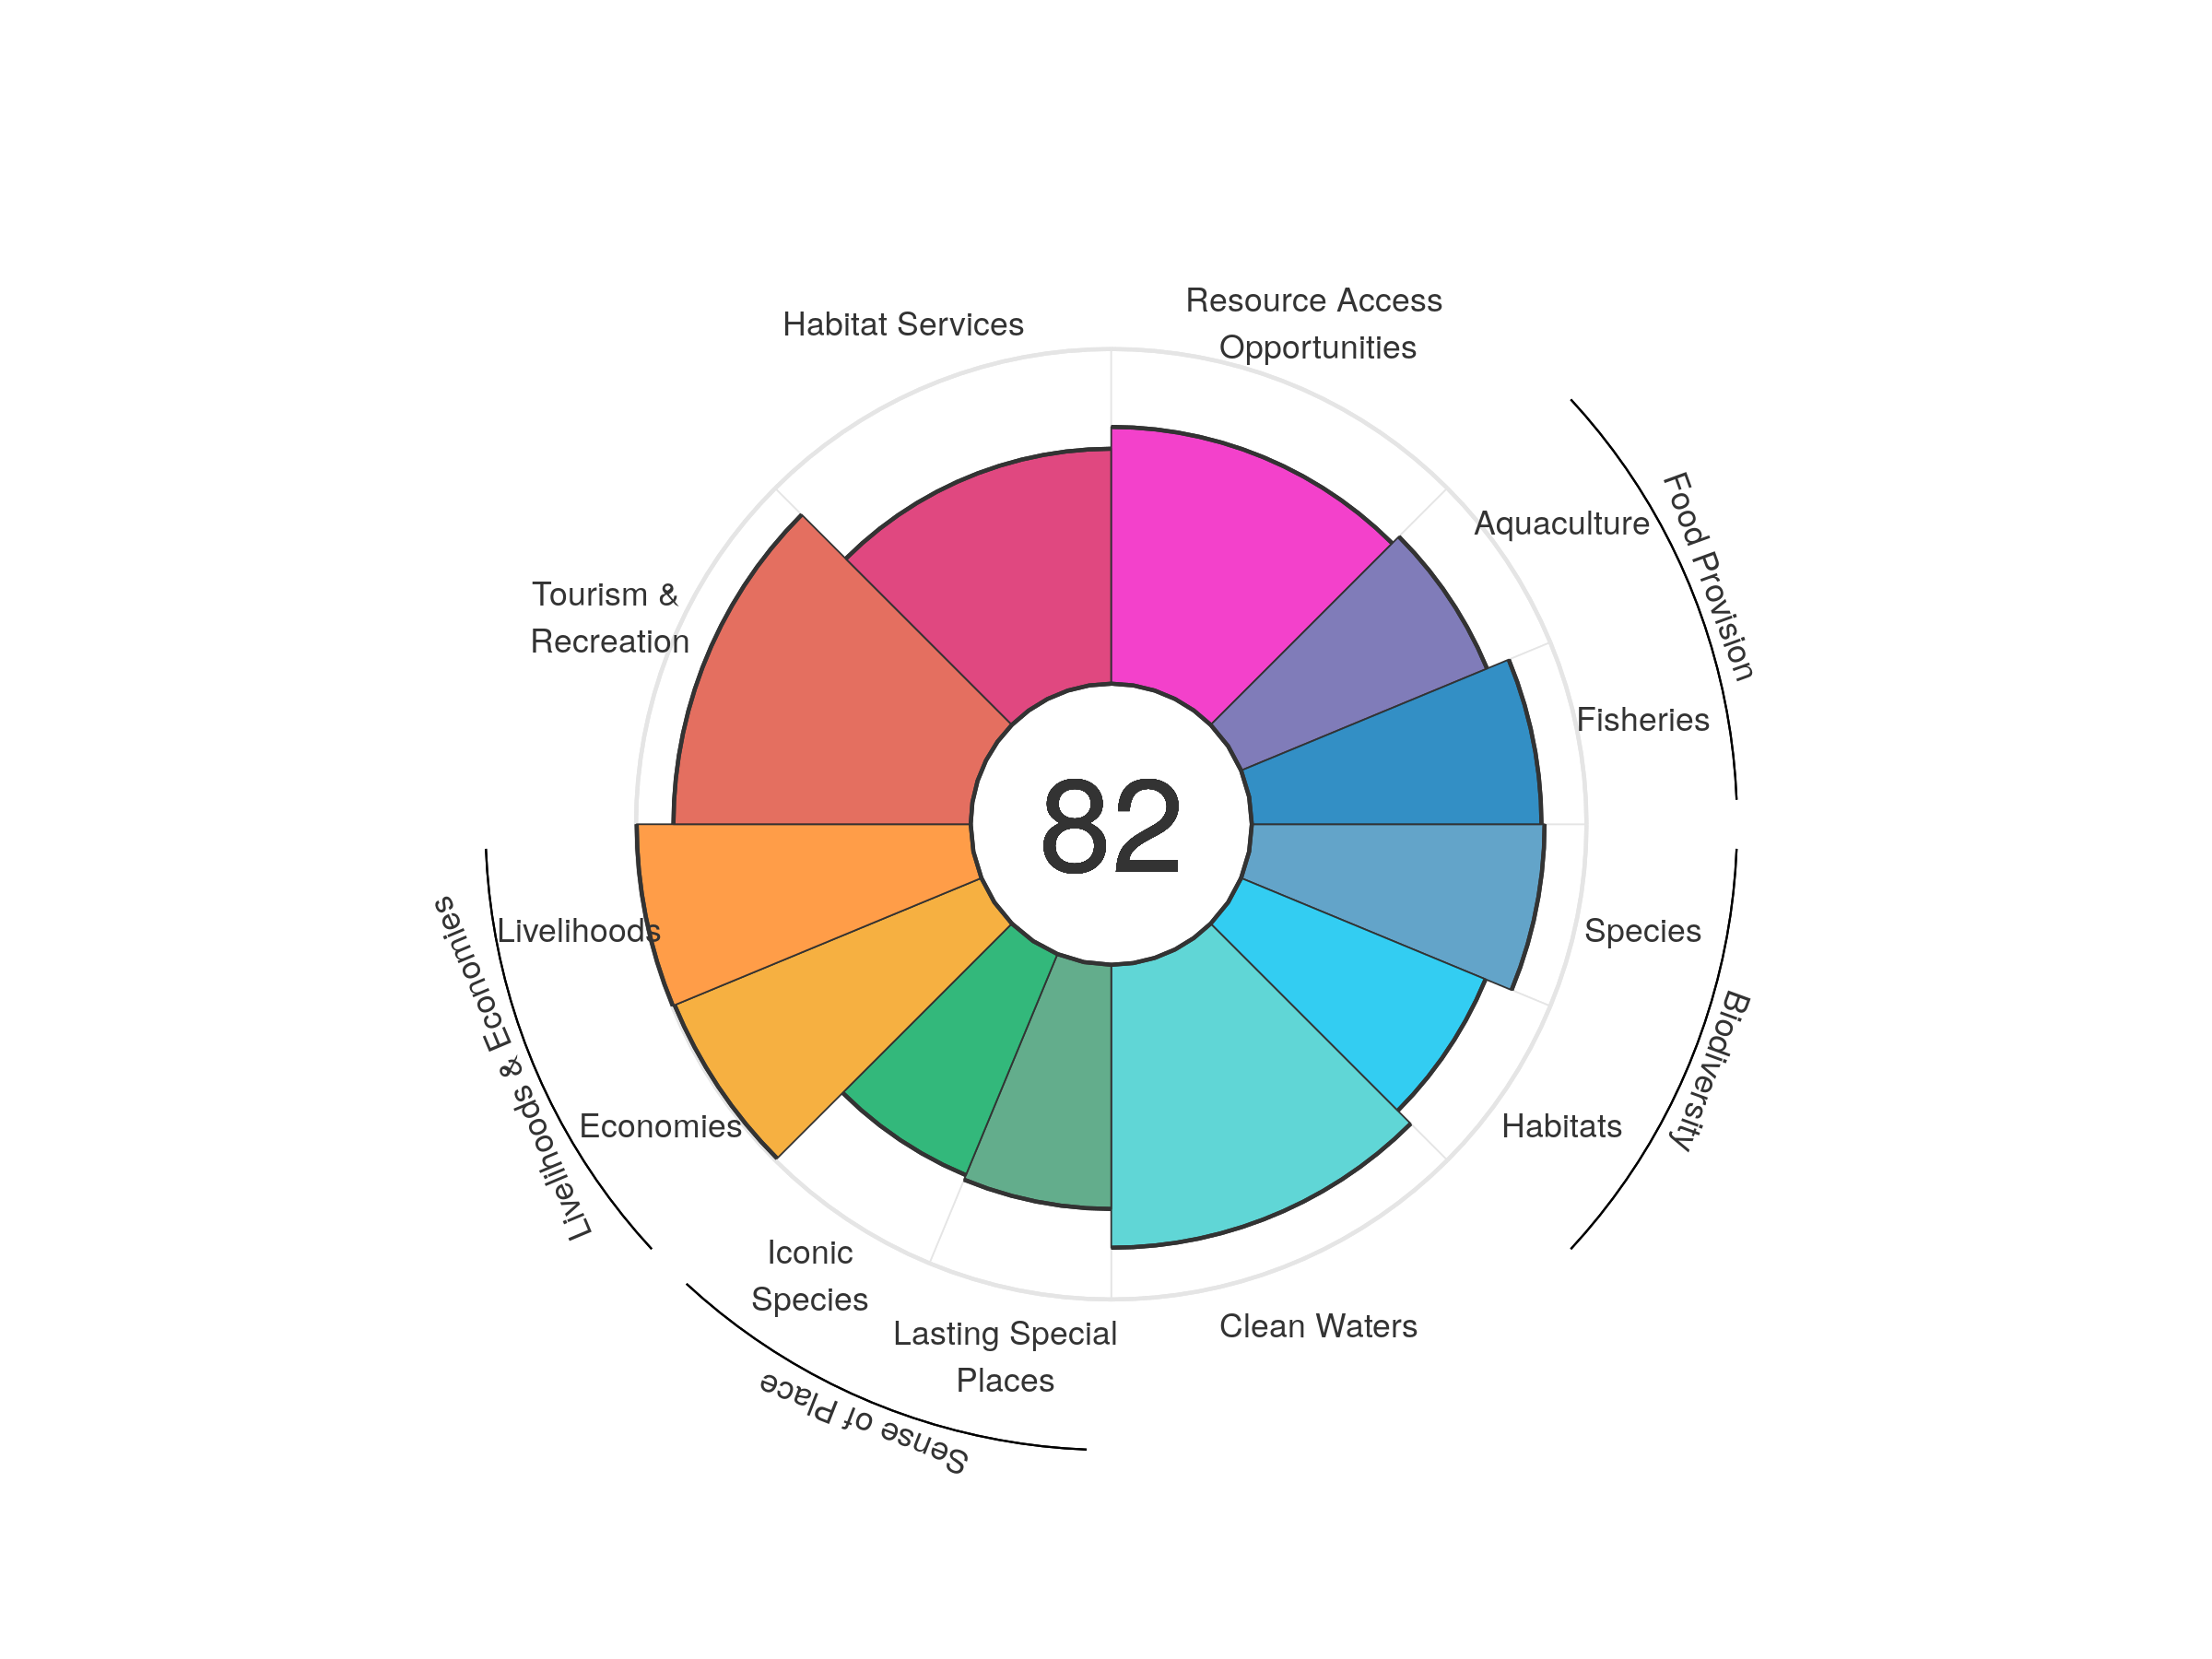 Resource Access
Opportunities
Habitat Services
Aquaculture
Food Provision
Tourism &
Recreation
Fisheries
82
Livelihoods
Species
Livelihoods & Economies
Biodiversity
Economies
Habitats
Iconic
Species
Lasting Special
Places
Clean Waters
Sense of Place